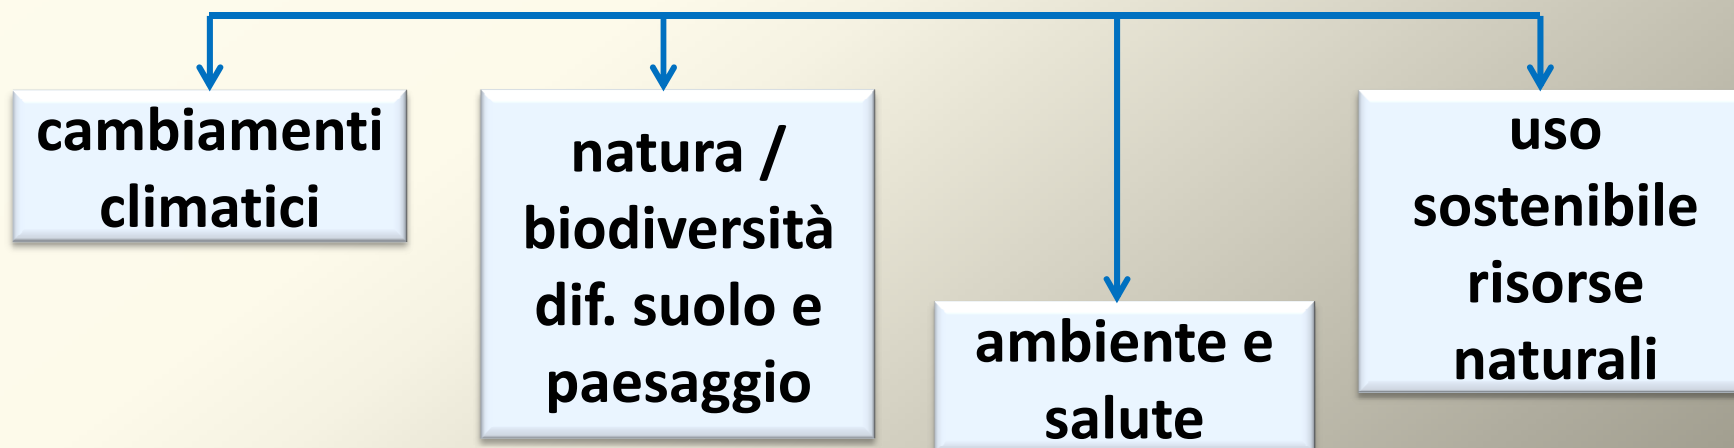 cambiamenti
climatici
natura /
biodiversità
dif. suolo e
paesaggio
ambiente e
salute
uso
sostenibile
risorse
naturali